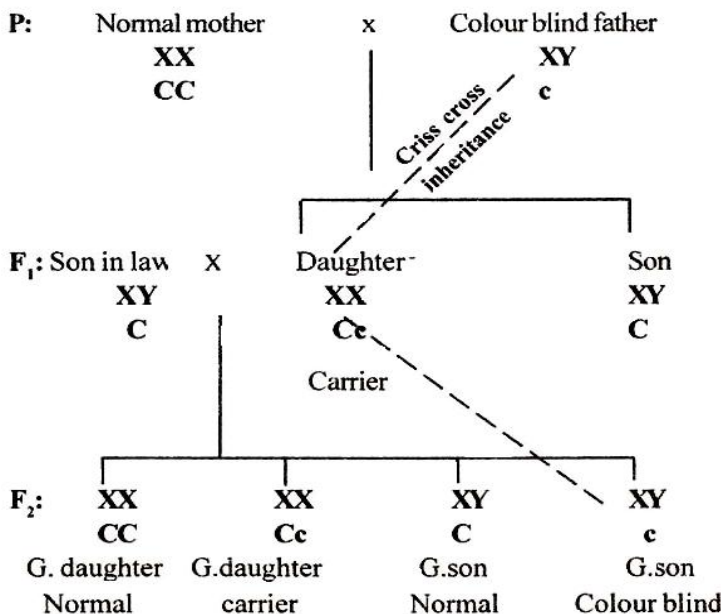 P: Normal mother x Colour blind father
XX XY
CC c
Criss cross
inheritance
F₁: Son in law x Daughter Son
XY XX XY
C Cc C
Carrier
F₂: XX XX XY XY
CC Cc C c
G. daughter G.daughter G.son G.son
Normal carrier Normal Colour blind